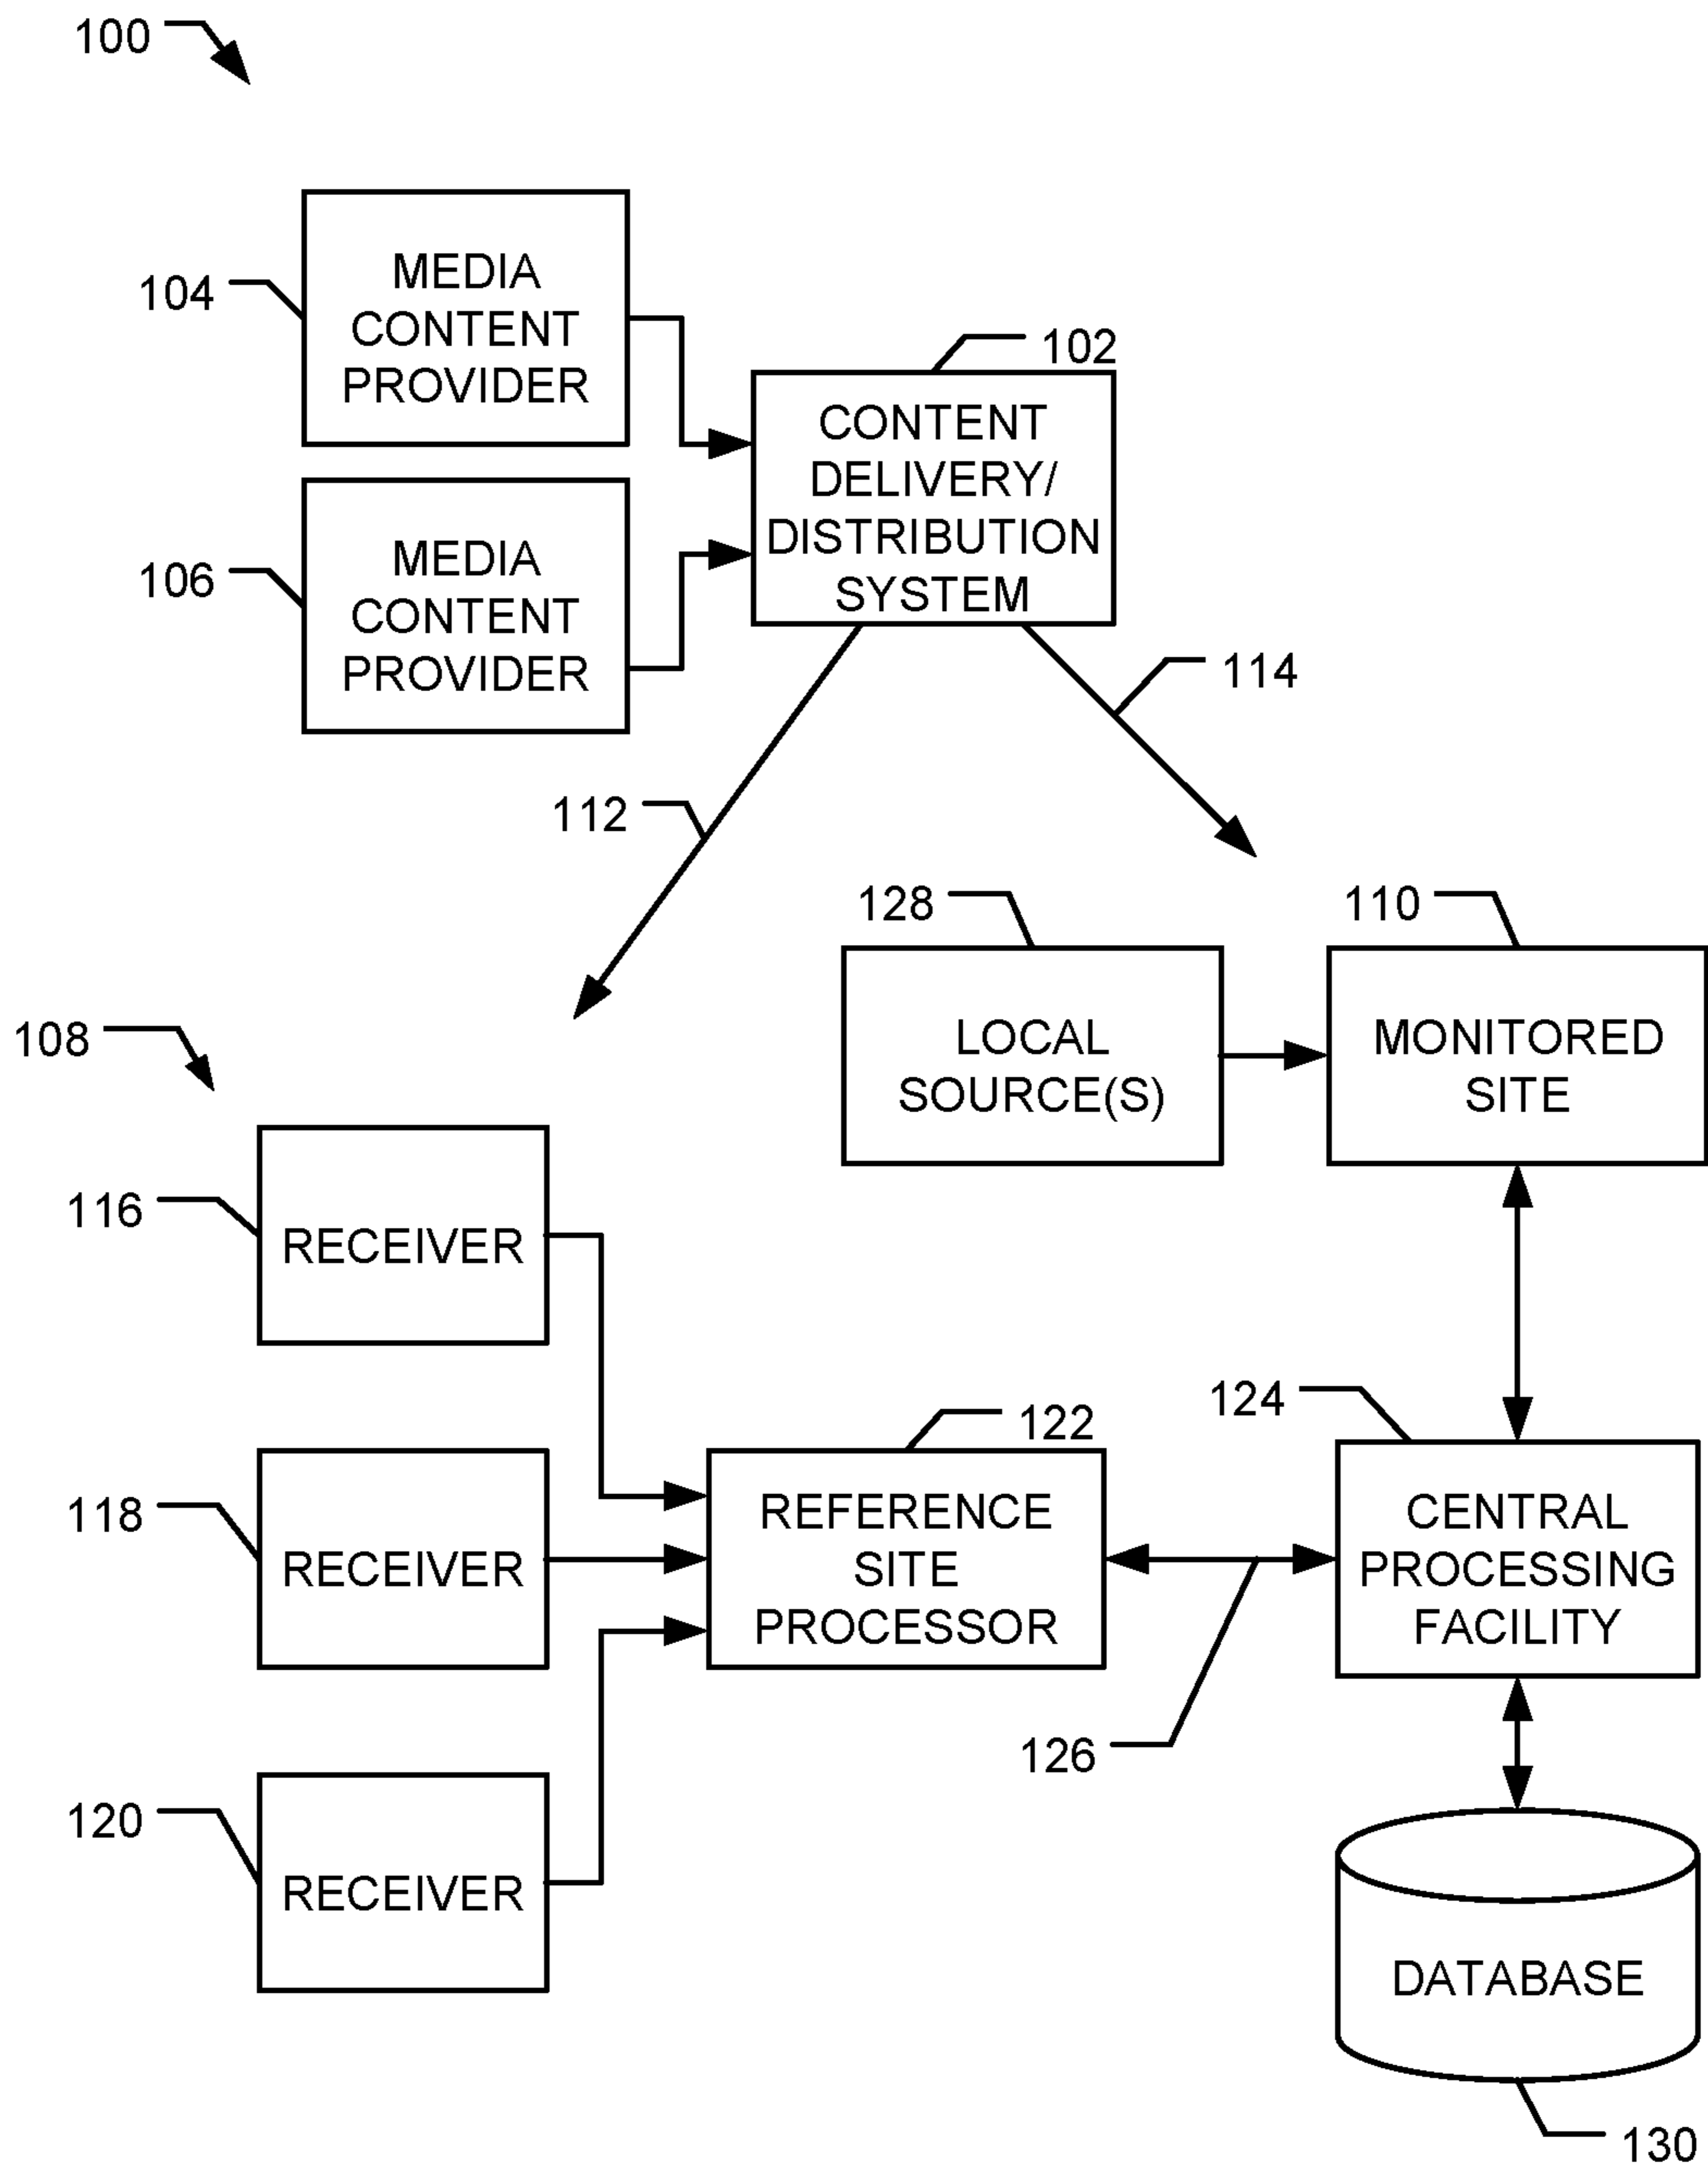 100
104
MEDIA
CONTENT
PROVIDER
102
CONTENT
DELIVERY/
DISTRIBUTION
SYSTEM
106
MEDIA
CONTENT
PROVIDER
114
112
128
LOCAL
SOURCE(S)
110
MONITORED
SITE
108
116
RECEIVER
118
RECEIVER
120
RECEIVER
122
REFERENCE
SITE
PROCESSOR
124
CENTRAL
PROCESSING
FACILITY
126
DATABASE
130